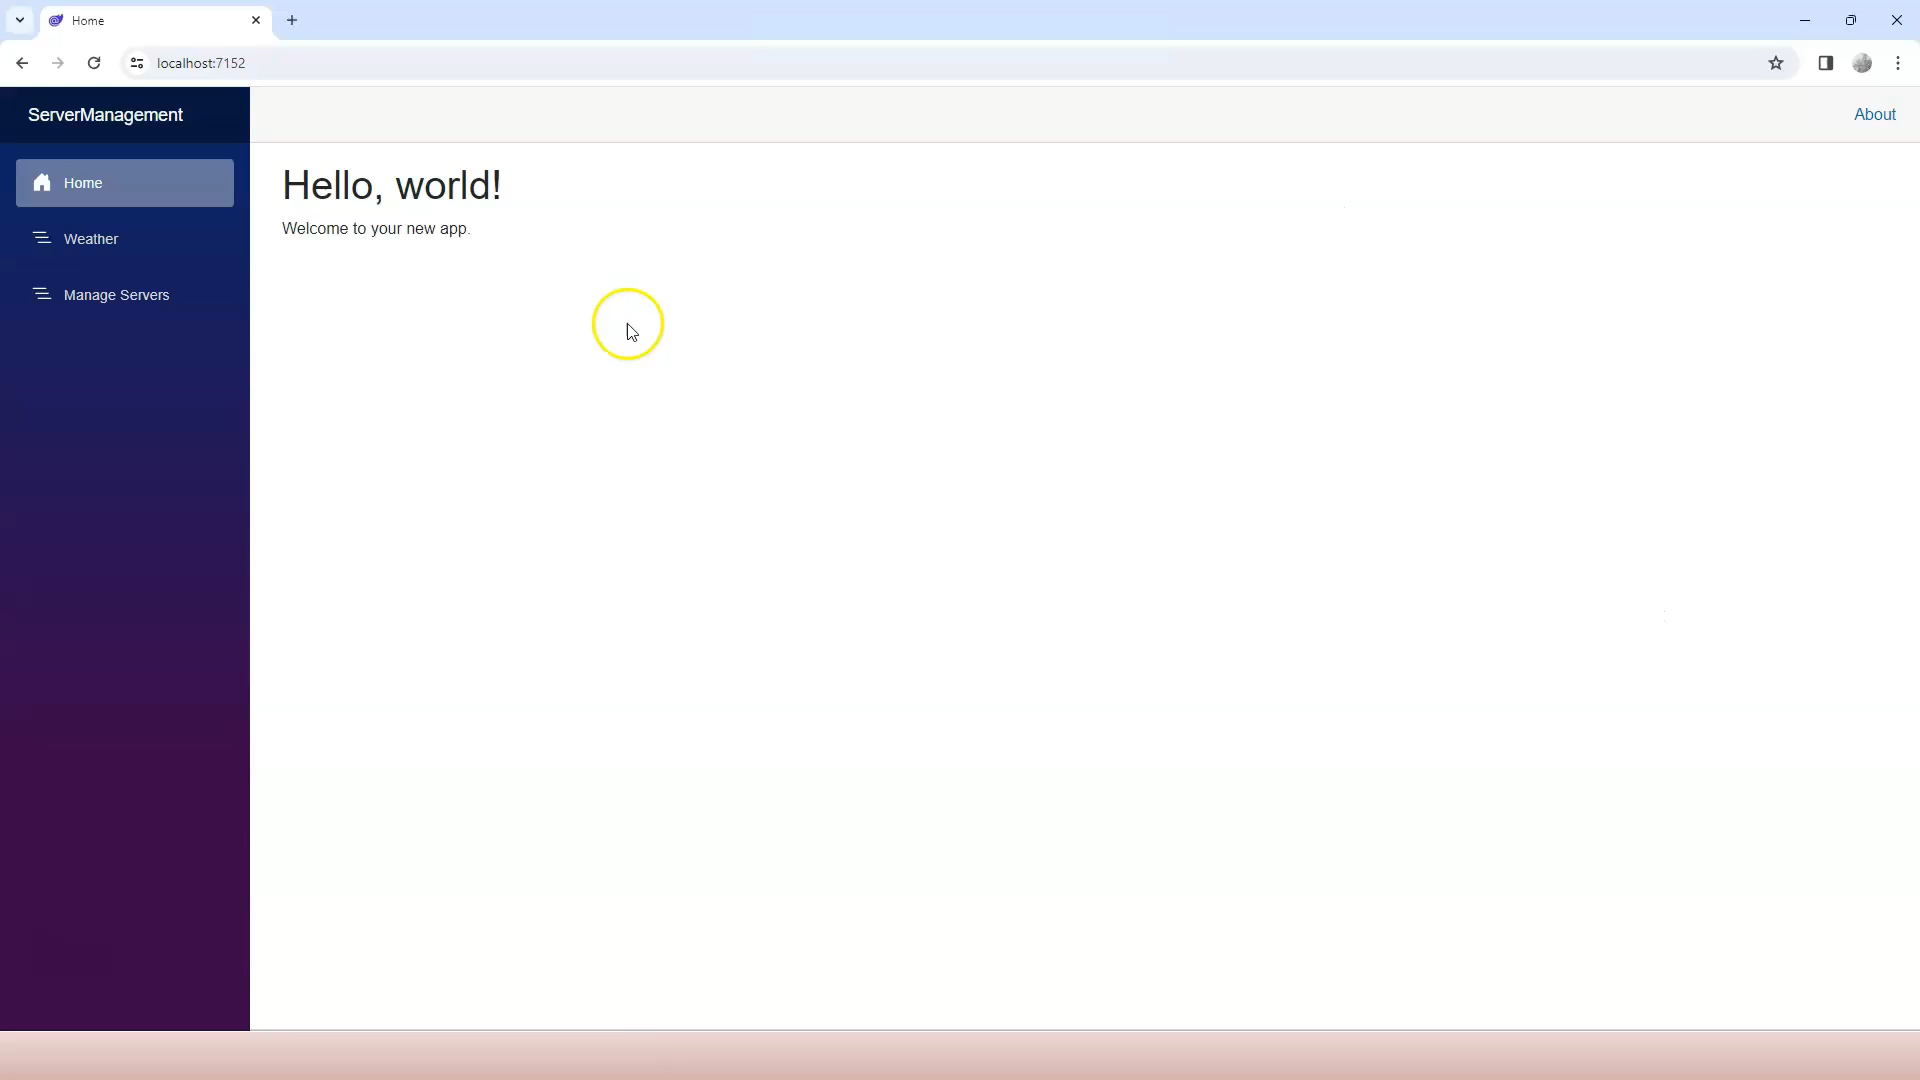 Home
localhost:7152
ServerManagement
About
Home
Weather
Manage Servers
Hello, world!
Welcome to your new app.